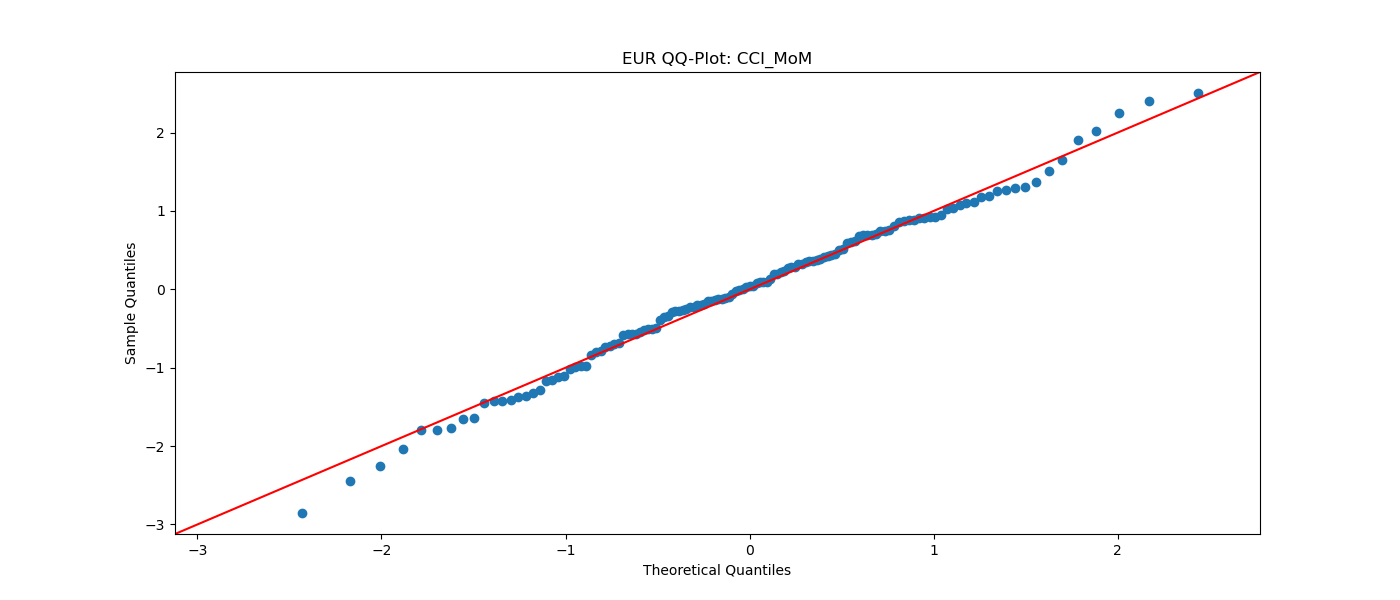 EUR QQ-Plot: CCI_MoM
2
1
0
−1
−2
−3
Sample Quantiles
−3 −2 −1 0 1 2
Theoretical Quantiles